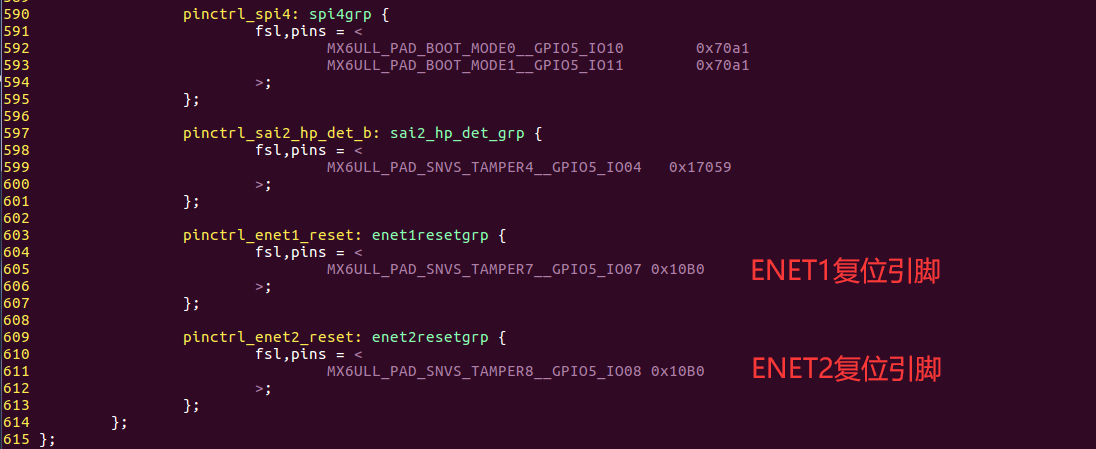 589
590 pinctrl_spi4: spi4grp {
591 fsl,pins = <
592 MX6ULL_PAD_BOOT_MODE0__GPIO5_IO10 0x70a1
593 MX6ULL_PAD_BOOT_MODE1__GPIO5_IO11 0x70a1
594 >;
595 };
596
597 pinctrl_sai2_hp_det_b: sai2_hp_det_grp {
598 fsl,pins = <
599 MX6ULL_PAD_SNVS_TAMPER4__GPIO5_IO04 0x17059
600 >;
601 };
602
603 pinctrl_enet1_reset: enet1resetgrp {
604 fsl,pins = <
605 MX6ULL_PAD_SNVS_TAMPER7__GPIO5_IO07 0x10B0 ENET1复位引脚
606 >;
607 };
608
609 pinctrl_enet2_reset: enet2resetgrp {
610 fsl,pins = <
611 MX6ULL_PAD_SNVS_TAMPER8__GPIO5_IO08 0x10B0 ENET2复位引脚
612 >;
613 };
614 };
615 };